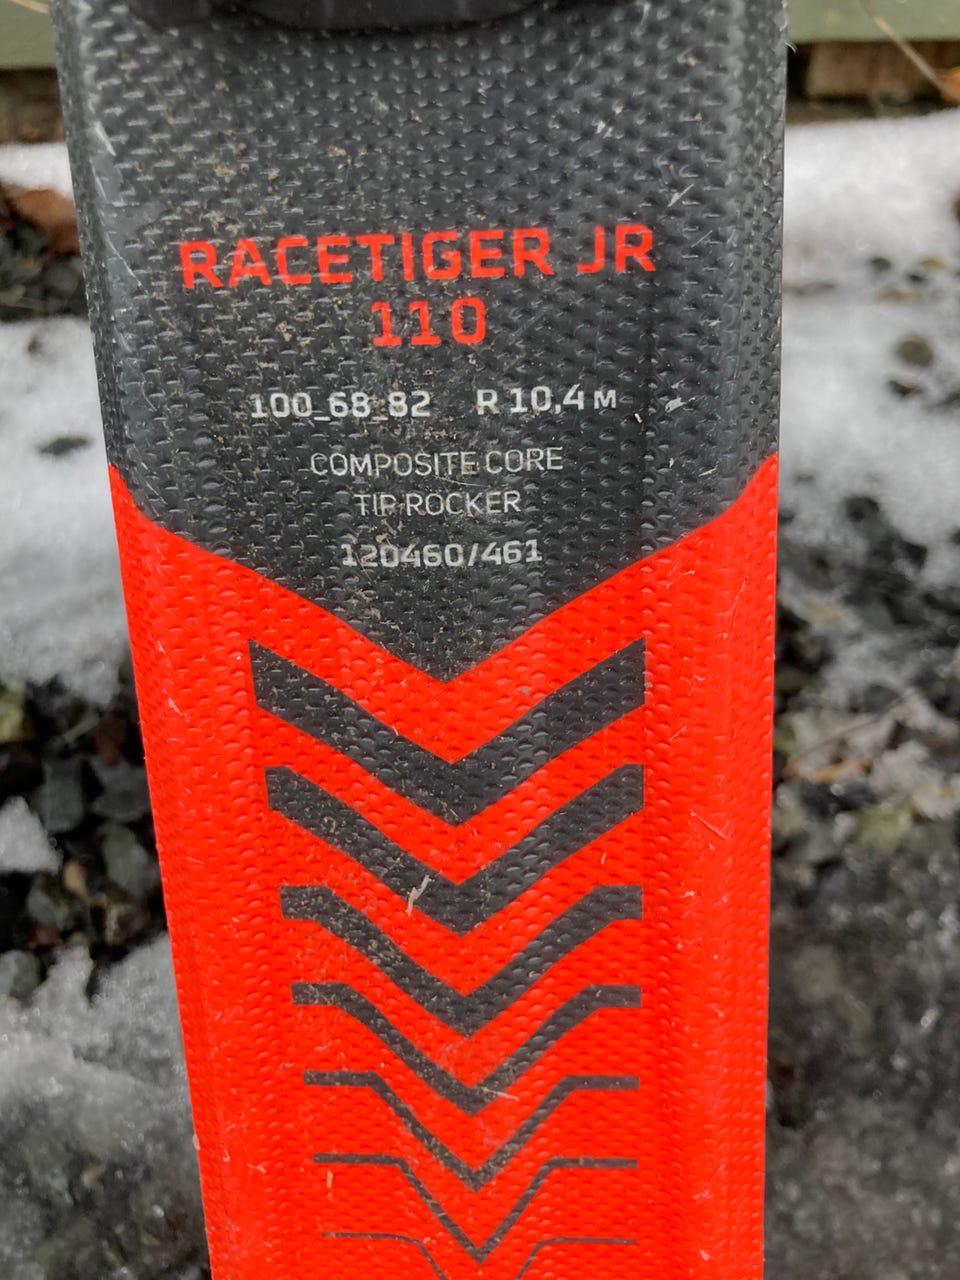 RACETIGER JR
110
100_68_82 R 10,4 M
COMPOSITE CORE
TIP ROCKER
120460/461